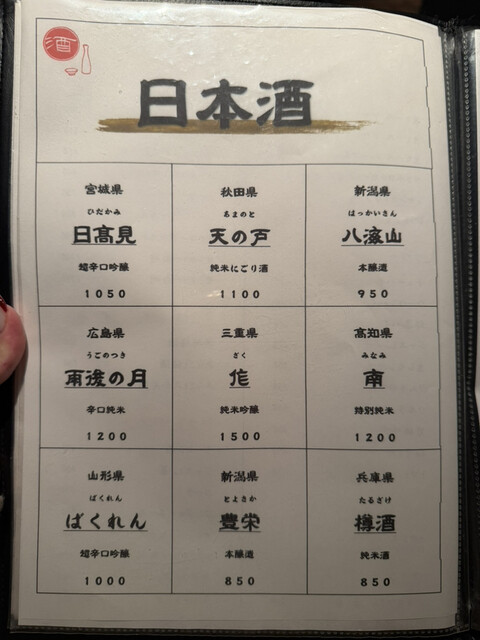 酒
日本酒
宮城県
ひだかみ
日高見
超辛口吟醸
1050
秋田県
あまのと
天の戸
純米にごり酒
1100
新潟県
はっかいさん
八海山
本醸造
950
広島県
うごのつき
雨後の月
辛口純米
1200
三重県
ざく
作
純米吟醸
1500
高知県
みなみ
南
特別純米
1200
山形県
ばくれん
ばくれん
超辛口吟醸
1000
新潟県
とよさか
豊栄
本醸造
850
兵庫県
たるざけ
樽酒
純米酒
850